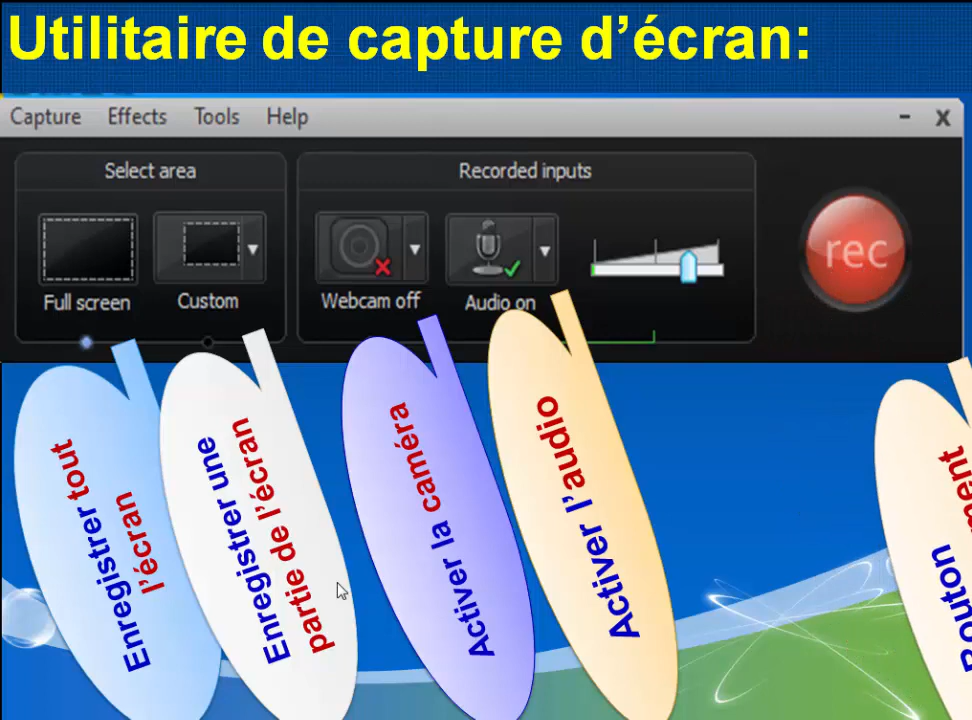 Utilitaire de capture d’écran:
Capture Effects Tools Help
Select area
Recorded inputs
Full screen
Custom
Webcam off
Audio on
rec
Enregistrer tout
l’écran
Enregistrer une
partie de l’écran
Activer la caméra
Activer l’audio
Bouton